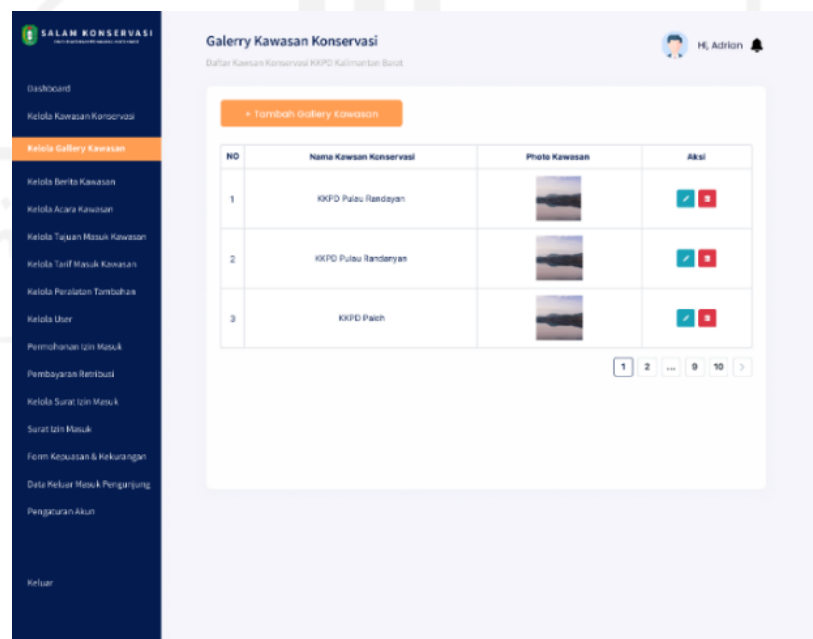 SALAM KONSERVASI
Galerry Kawasan Konservasi
Hi, Adrian
Daftar Kawsan Konservasi KKPD Kalimantan Barat
Dashboard
Kelola Kawasan Konservasi
Kelola Gallery Kawasan
Kelola Berita Kawasan
Kelola Acara Kawasan
Kelola Tujuan Masuk Kawasan
Kelola Tarif Masuk Kawasan
Kelola Peralatan Tambahan
Kelola User
Permohonan Izin Masuk
Pembayaran Retribusi
Kelola Surat Izin Masuk
Surat Izin Masuk
Form Kepuasan & Kekurangan
Data Keluar Masuk Pengunjung
Pengaturan Akun
Keluar
+ Tambah Gallery Kawasan
NO Nama Kawsan Konservasi Photo Kawasan Aksi
1 KKPD Pulau Randayan
2 KKPD Pulau Randanyan
3 KKPD Paloh
1 2 ... 9 10 >